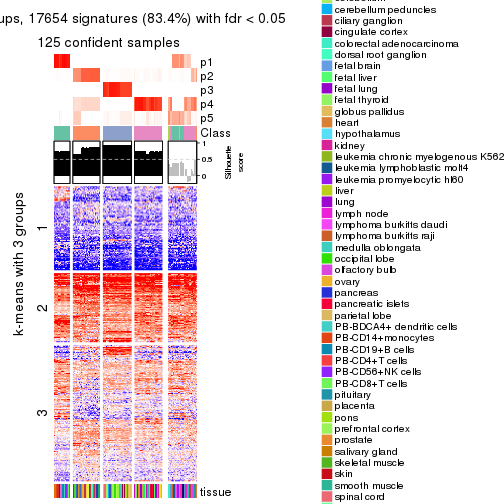 ups, 17654 signatures (83.4%) with fdr < 0.05
125 confident samples
p1
p2
p3
p4
p5
Class
1
0.5
0
Silhouette
score
k-means with 3 groups
1
2
3
tissue
cerebellum peduncles
ciliary ganglion
cingulate cortex
colorectal adenocarcinoma
dorsal root ganglion
fetal brain
fetal liver
fetal lung
fetal thyroid
globus pallidus
heart
hypothalamus
kidney
leukemia chronic myelogenous K562
leukemia lymphoblastic molt4
leukemia promyelocytic hl60
liver
lung
lymph node
lymphoma burkitts daudi
lymphoma burkitts raji
medulla oblongata
occipital lobe
olfactory bulb
ovary
pancreas
pancreatic islets
parietal lobe
PB-BDCA4+ dendritic cells
PB-CD14+ monocytes
PB-CD19+ B cells
PB-CD4+ T cells
PB-CD56+ NK cells
PB-CD8+ T cells
pituitary
placenta
pons
prefrontal cortex
prostate
salivary gland
skeletal muscle
skin
smooth muscle
spinal cord